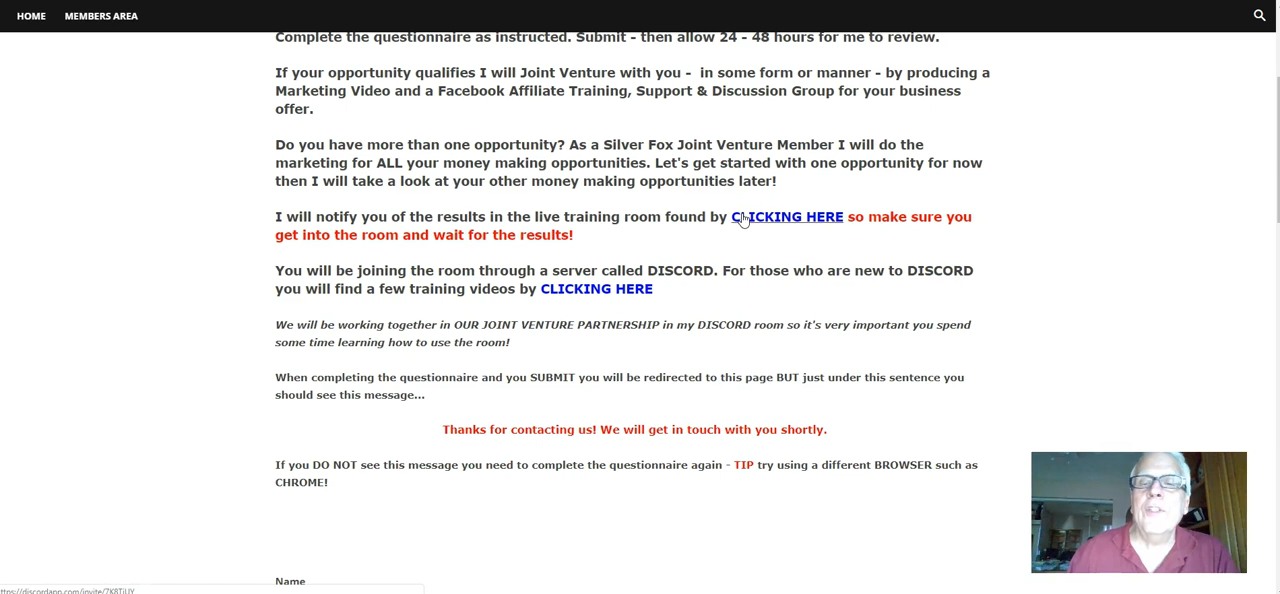 HOME MEMBERS AREA
Complete the questionnaire as instructed. Submit - then allow 24 - 48 hours for me to review.
If your opportunity qualifies I will Joint Venture with you - in some form or manner - by producing a
Marketing Video and a Facebook Affiliate Training, Support & Discussion Group for your business
offer.
Do you have more than one opportunity? As a Silver Fox Joint Venture Member I will do the
marketing for ALL your money making opportunities. Let's get started with one opportunity for now
then I will take a look at your other money making opportunities later!
I will notify you of the results in the live training room found by CLICKING HERE so make sure you
get into the room and wait for the results!
You will be joining the room through a server called DISCORD. For those who are new to DISCORD
you will find a few training videos by CLICKING HERE
We will be working together in OUR JOINT VENTURE PARTNERSHIP in my DISCORD room so it's very important you spend
some time learning how to use the room!
When completing the questionnaire and you SUBMIT you will be redirected to this page BUT just under this sentence you
should see this message...
Thanks for contacting us! We will get in touch with you shortly.
If you DO NOT see this message you need to complete the questionnaire again - TIP try using a different BROWSER such as
CHROME!
Name